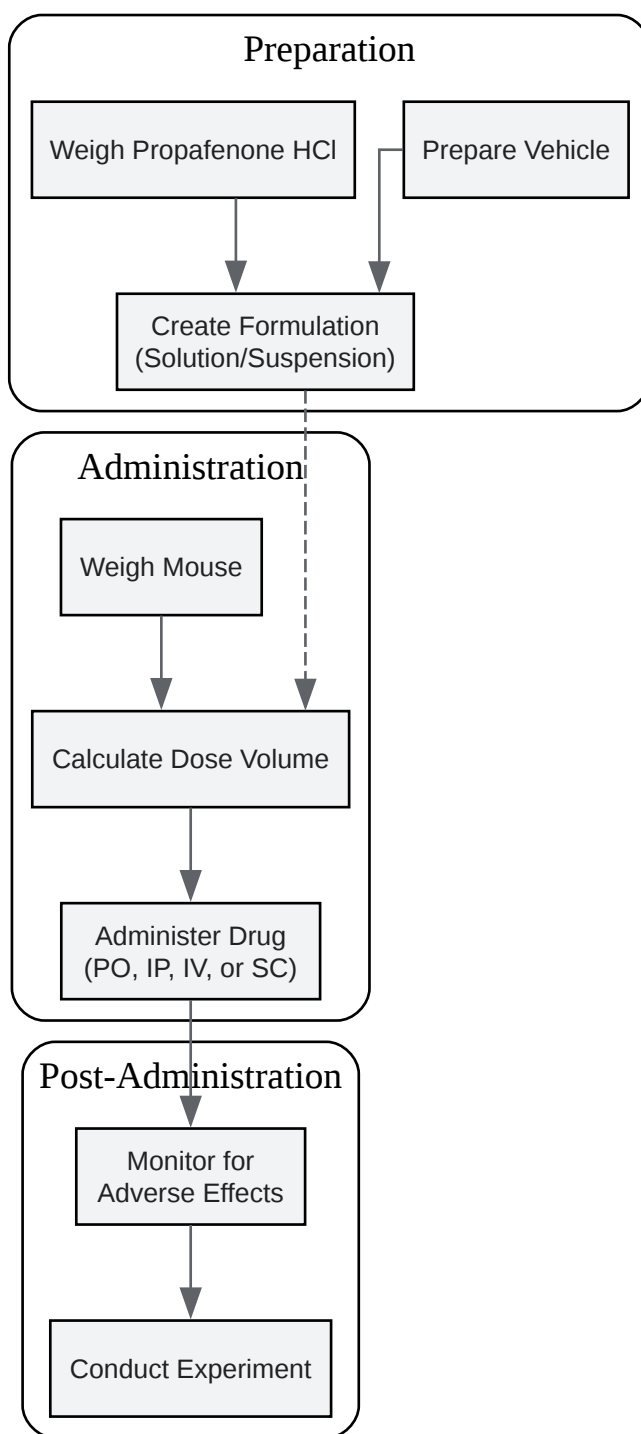 Preparation
Weigh Propafenone HCl
Prepare Vehicle
Create Formulation
(Solution/Suspension)
Administration
Weigh Mouse
Calculate Dose Volume
Administer Drug
(PO, IP, IV, or SC)
Post-Administration
Monitor for
Adverse Effects
Conduct Experiment